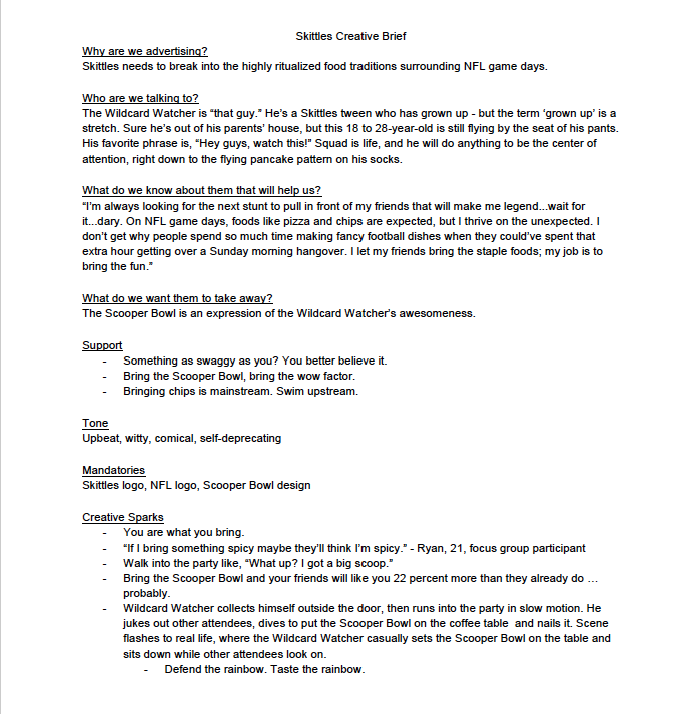 Skittles Creative Brief
Why are we advertising?
Skittles needs to break into the highly ritualized food traditions surrounding NFL game days.
Who are we talking to?
The Wildcard Watcher is “that guy.” He’s a Skittles tween who has grown up - but the term ‘grown up’ is a
stretch. Sure he’s out of his parents’ house, but this 18 to 28-year-old is still flying by the seat of his pants.
His favorite phrase is, “Hey guys, watch this!” Squad is life, and he will do anything to be the center of
attention, right down to the flying pancake pattern on his socks.
What do we know about them that will help us?
“I’m always looking for the next stunt to pull in front of my friends that will make me legend...wait for
it...dary. On NFL game days, foods like pizza and chips are expected, but I thrive on the unexpected. I
don’t get why people spend so much time making fancy football dishes when they could’ve spent that
extra hour getting over a Sunday morning hangover. I let my friends bring the staple foods; my job is to
bring the fun.”
What do we want them to take away?
The Scooper Bowl is an expression of the Wildcard Watcher’s awesomeness.
Support
- Something as swaggy as you? You better believe it.
- Bring the Scooper Bowl, bring the wow factor.
- Bringing chips is mainstream. Swim upstream.
Tone
Upbeat, witty, comical, self-deprecating
Mandatories
Skittles logo, NFL logo, Scooper Bowl design
Creative Sparks
- You are what you bring.
- “If I bring something spicy maybe they’ll think I’m spicy.” - Ryan, 21, focus group participant
- Walk into the party like, “What up? I got a big scoop.”
- Bring the Scooper Bowl and your friends will like you 22 percent more than they already do …
probably.
- Wildcard Watcher collects himself outside the door, then runs into the party in slow motion. He
jukes out other attendees, dives to put the Scooper Bowl on the coffee table and nails it. Scene
flashes to real life, where the Wildcard Watcher casually sets the Scooper Bowl on the table and
sits down while other attendees look on.
- Defend the rainbow. Taste the rainbow.